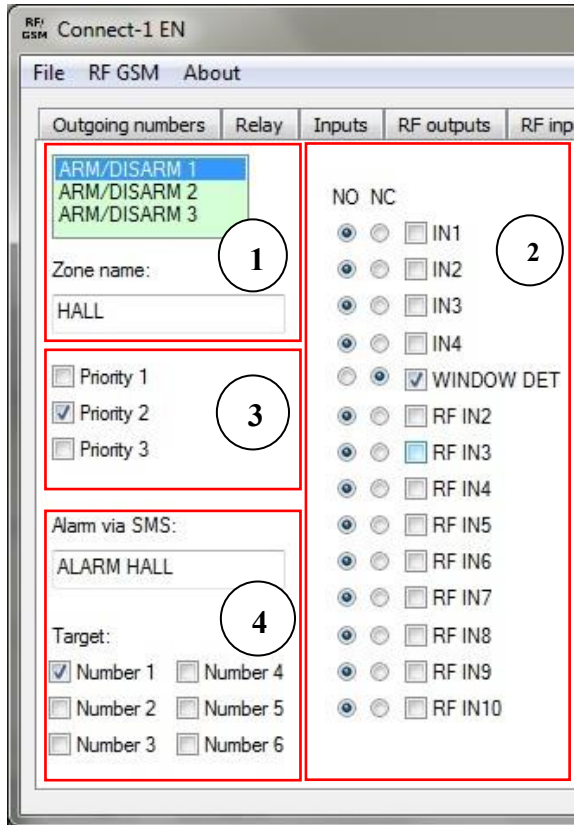 RF/
GSM Connect-1 EN
File RF GSM About
Outgoing numbers Relay Inputs RF outputs RF inp
ARM/DISARM 1
ARM/DISARM 2
ARM/DISARM 3
1
Zone name:
HALL
Priority 1
Priority 2
Priority 3
3
Alarm via SMS:
ALARM HALL
4
Target:
Number 1 Number 4
Number 2 Number 5
Number 3 Number 6
NO NC
2
IN1
IN2
IN3
IN4
WINDOW DET
RF IN2
RF IN3
RF IN4
RF IN5
RF IN6
RF IN7
RF IN8
RF IN9
RF IN10